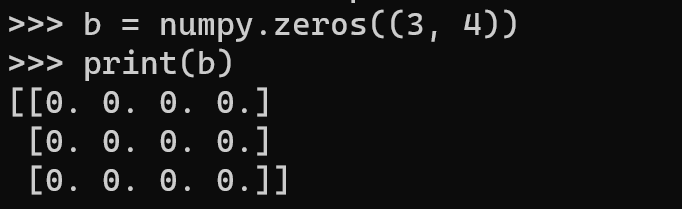 >>> b = numpy.zeros((3, 4))
>>> print(b)
[[0. 0. 0. 0.]
 [0. 0. 0. 0.]
 [0. 0. 0. 0.]]